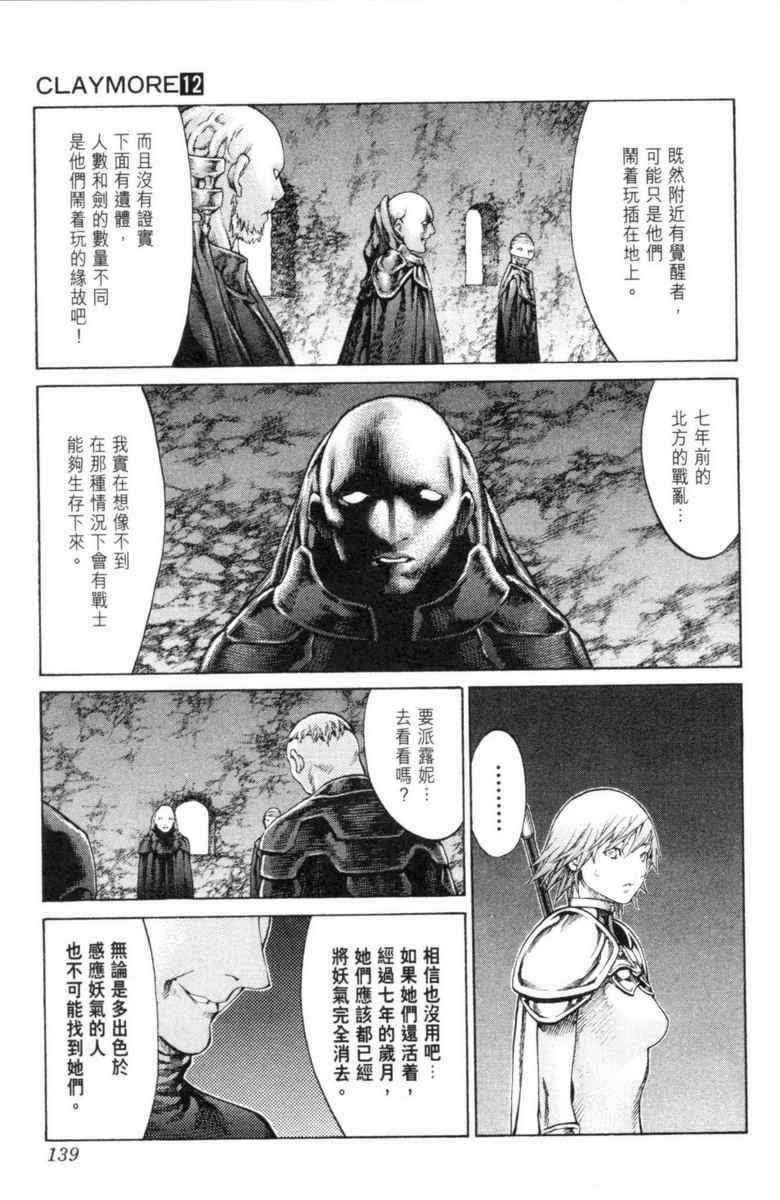 CLAYMORE 12
既然附近有覺醒者，
可能只是他們
鬧着玩插在地上。
而且沒有證實
下面有遺體，
人數和劍的數量不同
是他們鬧着玩的緣故吧！
七年前的
北方的戰亂…
我實在想像不到
在那種情況下會有戰士
能夠生存下來。
………
要派露妮…
去看看嗎？
相信也沒用吧…
如果她們還活着，
經過七年的歲月，
她們應該都已經
將妖氣完全消去。
無論是多出色於
感應妖氣的人
也不可能找到她們。
139